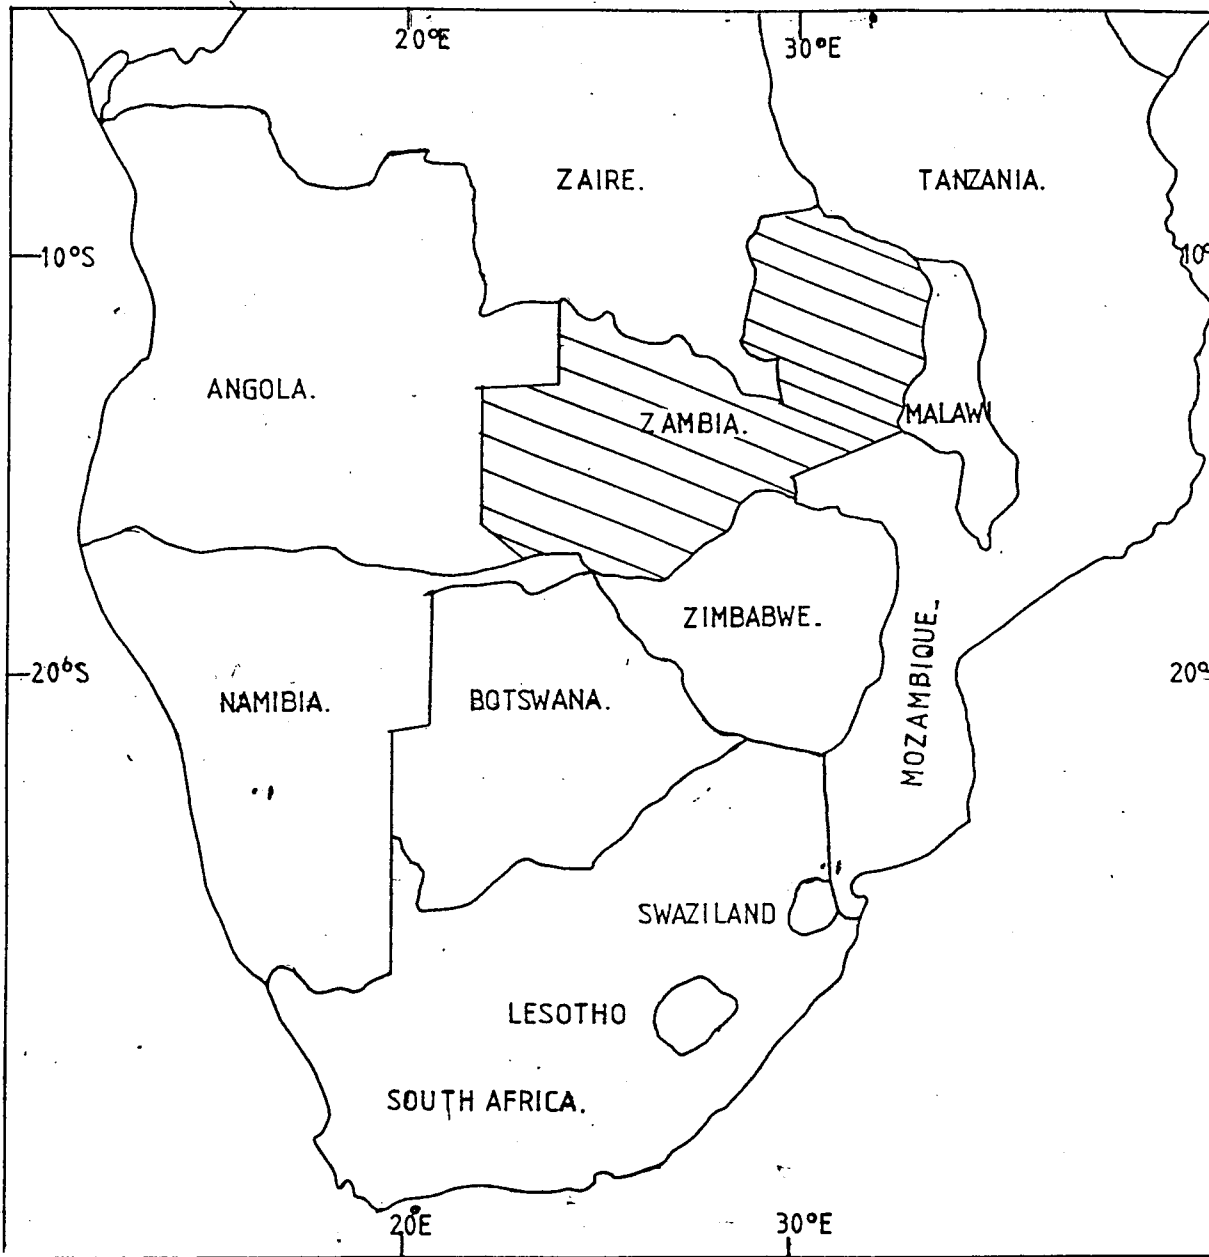 20°E
30°E
ZAIRE.
TANZANIA.
10°S
10°
ANGOLA.
ZAMBIA.
MALAWI
ZIMBABWE.
MOZAMBIQUE,
20°S
20°
NAMIBIA.
BOTSWANA.
SWAZILAND
LESOTHO
SOUTH AFRICA.
20E
30°E